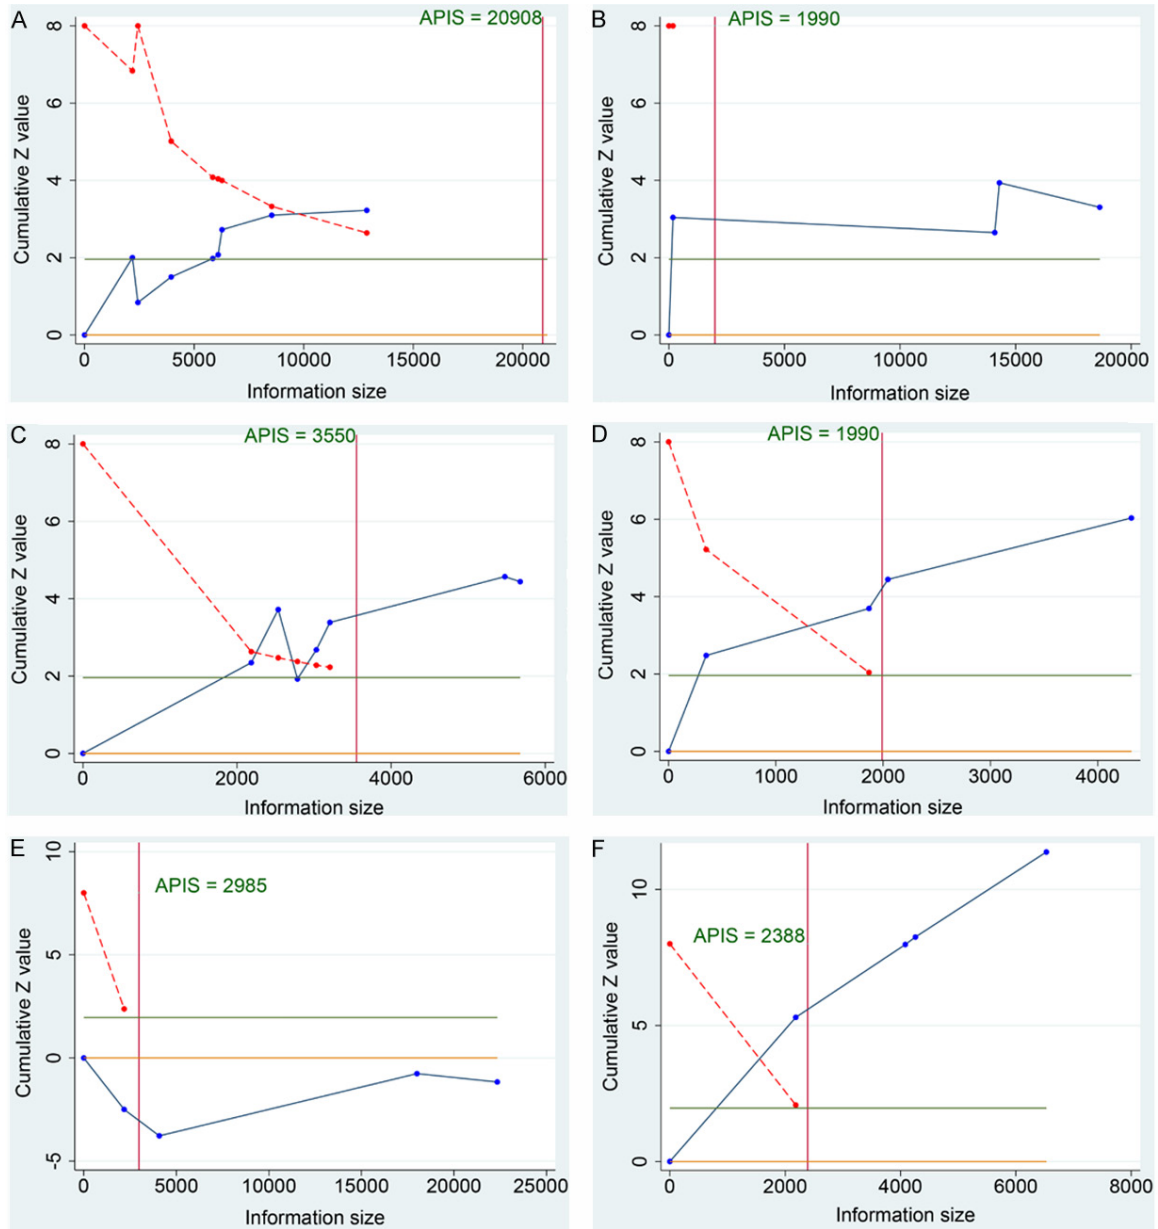 A
APIS = 20908
Cumulative Z value
8
6
4
2
0
0 5000 10000 15000 20000
Information size
B
APIS = 1990
Cumulative Z value
8
6
4
2
0
0 5000 10000 15000 20000
Information size
C
APIS = 3550
Cumulative Z value
8
6
4
2
0
0 2000 4000 6000
Information size
D
APIS = 1990
Cumulative Z value
8
6
4
2
0
0 1000 2000 3000 4000
Information size
E
APIS = 2985
Cumulative Z value
10
5
0
-5
0 5000 10000 15000 20000 25000
Information size
F
APIS = 2388
Cumulative Z value
10
5
0
0 2000 4000 6000 8000
Information size